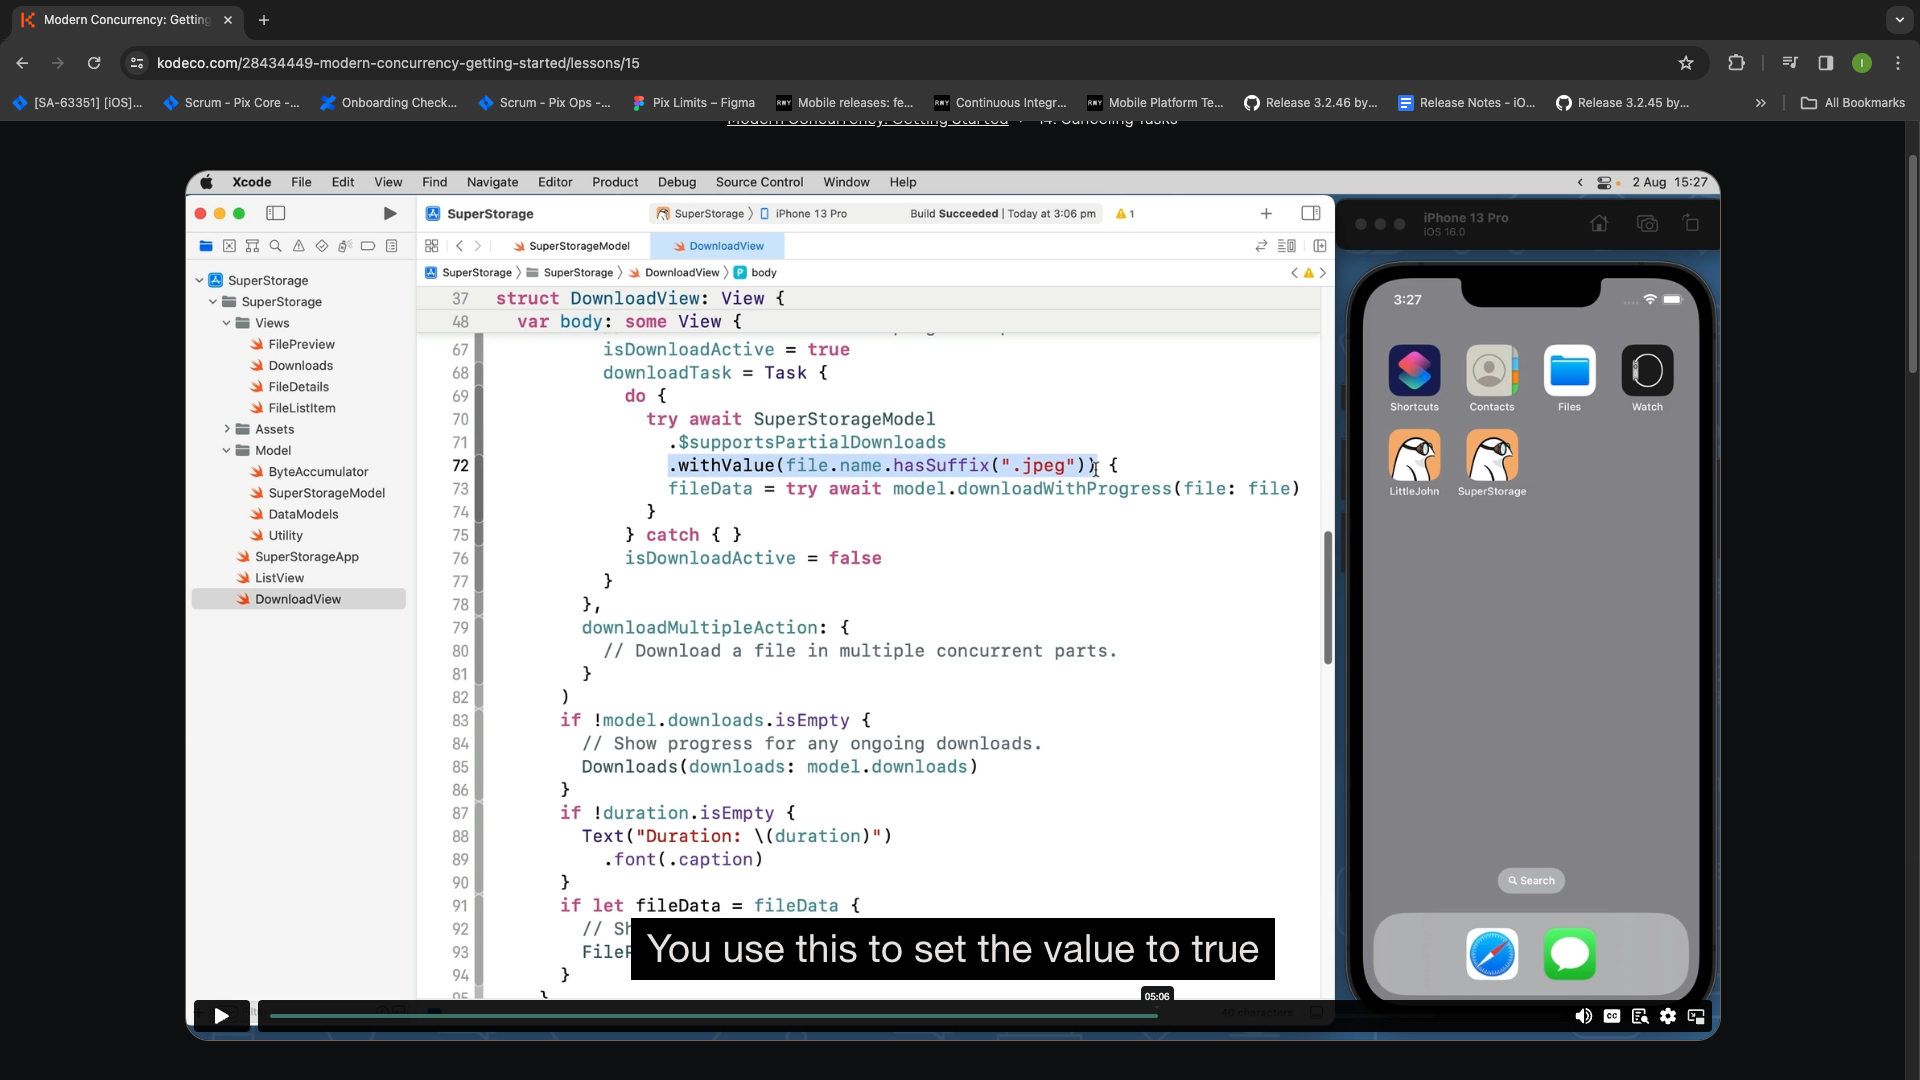 Modern Concurrency: Getting
kodeco.com/28434449-modern-concurrency-getting-started/lessons/15
[SA-63351] [iOS]...
Scrum - Pix Core -...
Onboarding Check...
Scrum - Pix Ops -...
Pix Limits – Figma
Mobile releases: fe...
Continuous Integr...
Mobile Platform Te...
Release 3.2.46 by...
Release Notes - iO...
Release 3.2.45 by...
»
All Bookmarks
Modern Concurrency: Getting Started > 14. Canceling Tasks
Xcode File Edit View Find Navigate Editor Product Debug Source Control Window Help
2 Aug 15:27
SuperStorage
SuperStorage 〉 iPhone 13 Pro
Build Succeeded | Today at 3:06 pm
1
SuperStorageModel
DownloadView
SuperStorage 〉 SuperStorage 〉 DownloadView 〉 P body
SuperStorage
SuperStorage
Views
FilePreview
Downloads
FileDetails
FileListItem
Assets
Model
ByteAccumulator
SuperStorageModel
DataModels
Utility
SuperStorageApp
ListView
DownloadView
37 struct DownloadView: View {
48 var body: some View {
67 isDownloadActive = true
68 downloadTask = Task {
69 do {
70 try await SuperStorageModel
71 .$supportsPartialDownloads
72 .withValue(file.name.hasSuffix(".jpeg")) {
73 fileData = try await model.downloadWithProgress(file: file)
74 }
75 } catch { }
76 isDownloadActive = false
77 }
78 },
79 downloadMultipleAction: {
80 // Download a file in multiple concurrent parts.
81 }
82 )
83 if !model.downloads.isEmpty {
84 // Show progress for any ongoing downloads.
85 Downloads(downloads: model.downloads)
86 }
87 if !duration.isEmpty {
88 Text("Duration: \(duration)")
89 .font(.caption)
90 }
91 if let fileData = fileData {
92 // Sh
93 FileP
94 }
95 }
You use this to set the value to true
05:06
40 characters
CC
iPhone 13 Pro
iOS 16.0
3:27
Shortcuts
Contacts
Files
Watch
LittleJohn
SuperStorage
Search